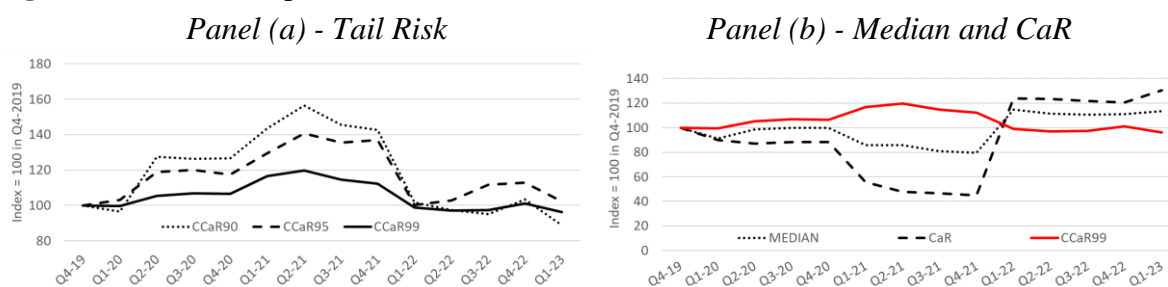 Panel (a) - Tail Risk
Index = 100 in Q4-2019
180
160
140
120
100
80
CCaR90 CCaR95 CCaR99
Q4-19 Q1-20 Q2-20 Q3-20 Q4-20 Q1-21 Q2-21 Q3-21 Q4-21 Q1-22 Q2-22 Q3-22 Q4-22 Q1-23
Panel (b) - Median and CaR
Index = 100 in Q4-2019
140
120
100
80
60
40
20
0
MEDIAN CaR CCaR99
Q4-19 Q1-20 Q2-20 Q3-20 Q4-20 Q1-21 Q2-21 Q3-21 Q4-21 Q1-22 Q2-22 Q3-22 Q4-22 Q1-23